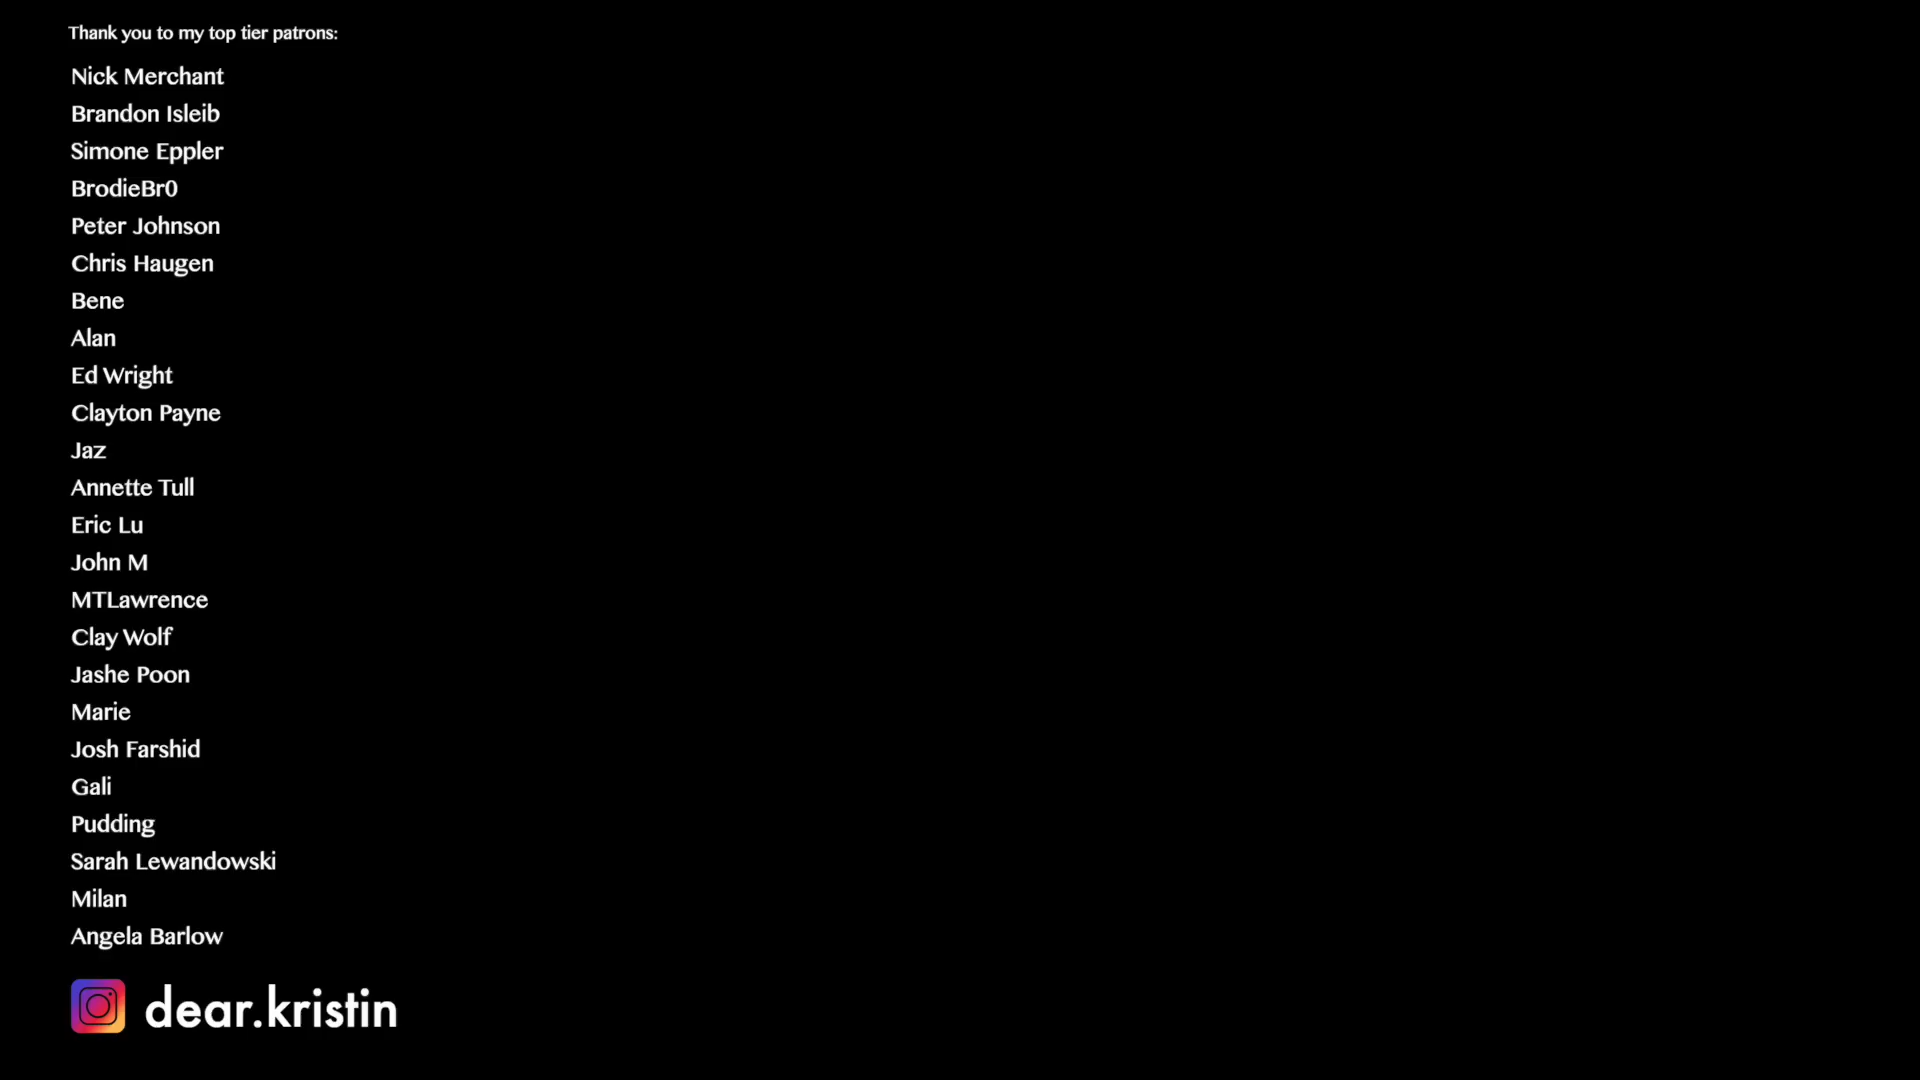 Thank you to my top tier patrons:
Nick Merchant
Brandon Isleib
Simone Eppler
BrodieBr0
Peter Johnson
Chris Haugen
Bene
Alan
Ed Wright
Clayton Payne
Jaz
Annette Tull
Eric Lu
John M
MTLawrence
Clay Wolf
Jashe Poon
Marie
Josh Farshid
Gali
Pudding
Sarah Lewandowski
Milan
Angela Barlow
dear.kristin